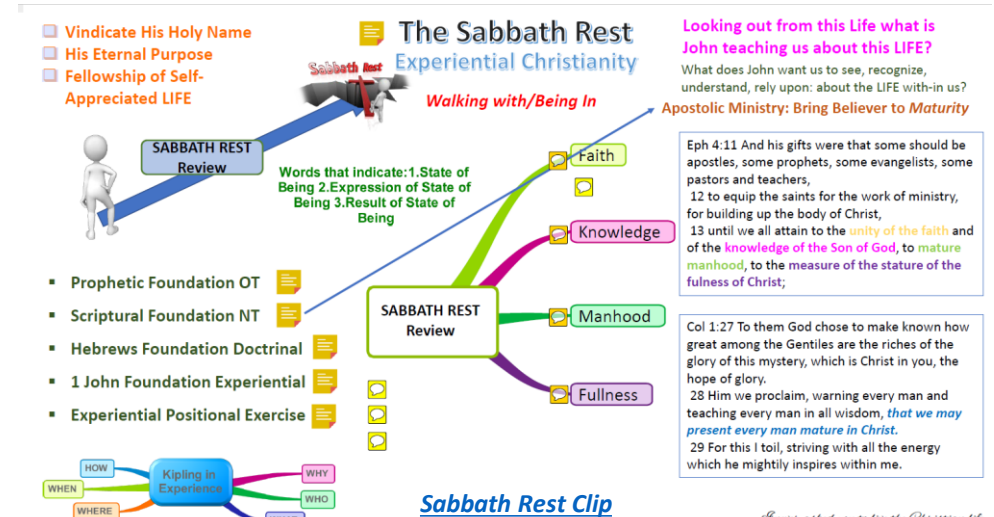 Vindicate His Holy Name
His Eternal Purpose
Fellowship of Self-
Appreciated LIFE
The Sabbath Rest
Experiential Christianity
Sabbath Rest
Walking with/Being In
Looking out from this Life what is
John teaching us about this LIFE?
What does John want us to see, recognize,
understand, rely upon: about the LIFE with-in us?
Apostolic Ministry: Bring Believer to Maturity
SABBATH REST
Review
Words that indicate:1.State of
Being 2.Expression of State of
Being 3.Result of State of
Being
Prophetic Foundation OT
Scriptural Foundation NT
Hebrews Foundation Doctrinal
1 John Foundation Experiential
Experiential Positional Exercise
SABBATH REST
Review
Faith
Knowledge
Manhood
Fullness
Eph 4:11 And his gifts were that some should be
apostles, some prophets, some evangelists, some
pastors and teachers,
12 to equip the saints for the work of ministry,
for building up the body of Christ,
13 until we all attain to the unity of the faith and
of the knowledge of the Son of God, to mature
manhood, to the measure of the stature of the
fulness of Christ;
Col 1:27 To them God chose to make known how
great among the Gentiles are the riches of the
glory of this mystery, which is Christ in you, the
hope of glory.
28 Him we proclaim, warning every man and
teaching every man in all wisdom, that we may
present every man mature in Christ.
29 For this I toil, striving with all the energy
which he mightily inspires within me.
Kipling in
Experience
HOW
WHEN
WHERE
WHY
WHO
Sabbath Rest Clip